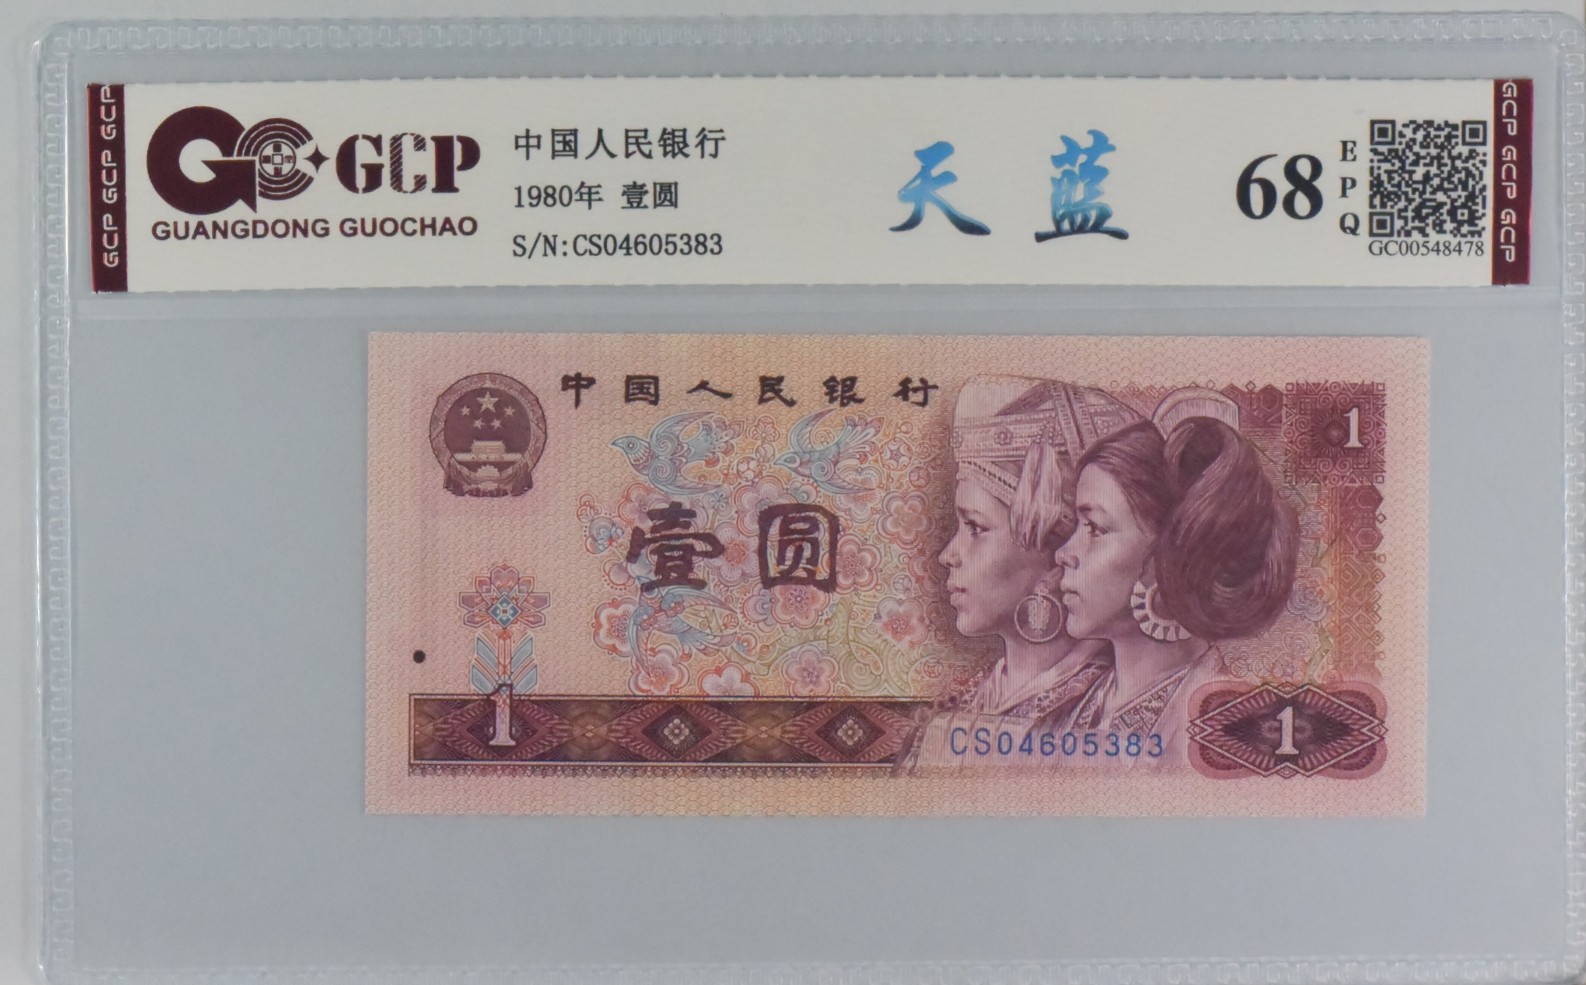 GCP GCP GCP
GCP
GUANGDONG GUOCHAO
中国人民银行
1980年 壹圆
S/N:CS04605383
天 蓝
68
E
P
Q
GC00548478
GCP GCP GCP
中国人民银行
1
壹圆
1
CS04605383
1